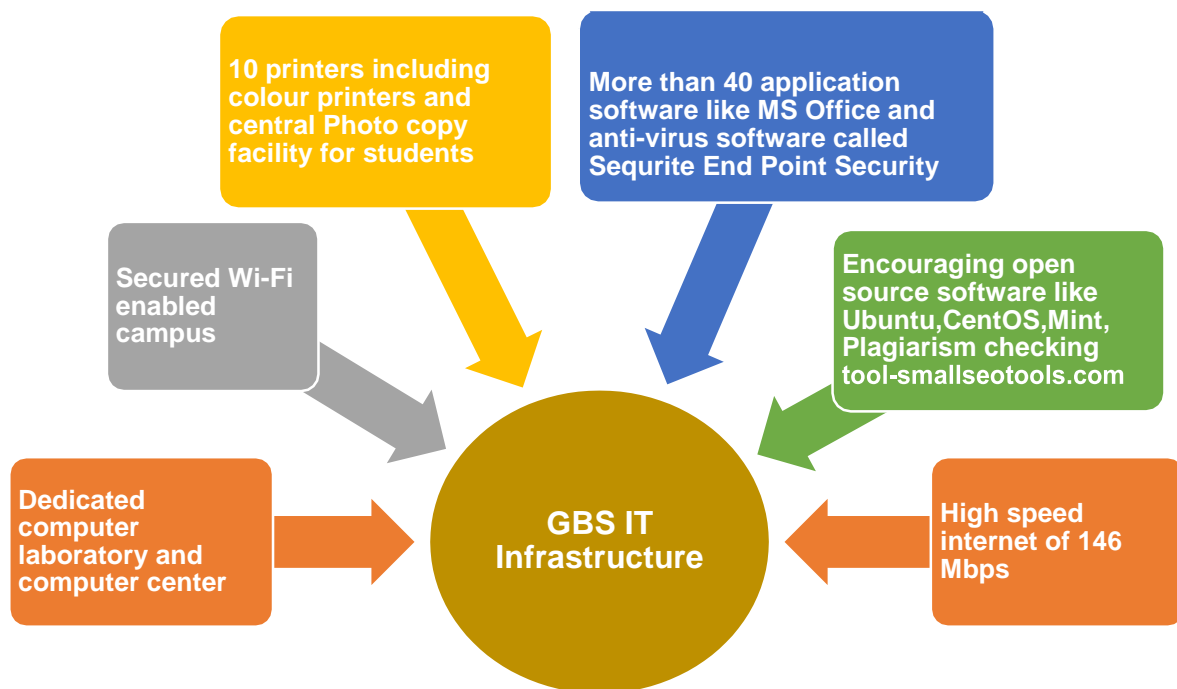 10 printers including
colour printers and
central Photo copy
facility for students
More than 40 application
software like MS Office and
anti-virus software called
Sequrite End Point Security
Secured Wi-Fi
enabled
campus
Encouraging open
source software like
Ubuntu,CentOS,Mint,
Plagiarism checking
tool-smallseotools.com
Dedicated
computer
laboratory and
computer center
GBS IT
Infrastructure
High speed
internet of 146
Mbps